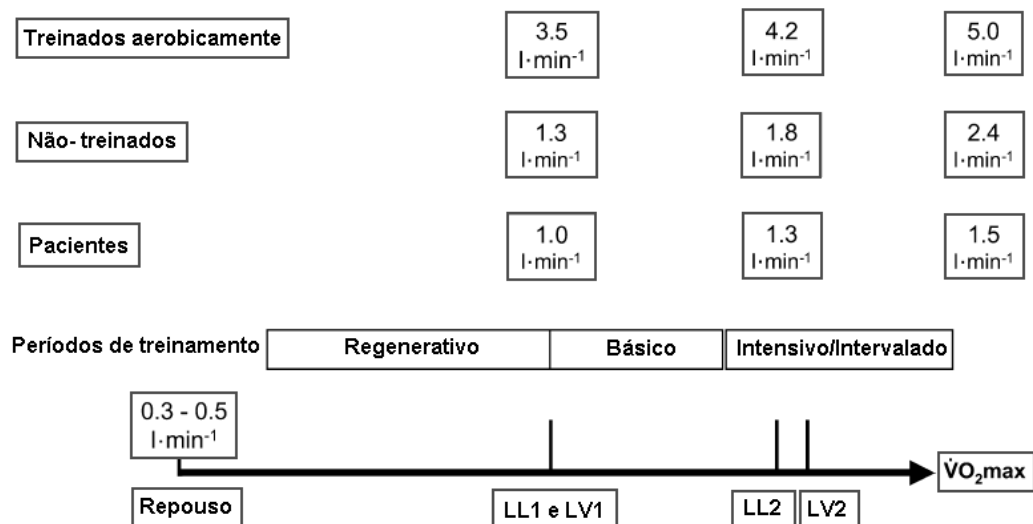 Treinados aerobicamente
3.5
l·min⁻¹
4.2
l·min⁻¹
5.0
l·min⁻¹
Não- treinados
1.3
l·min⁻¹
1.8
l·min⁻¹
2.4
l·min⁻¹
Pacientes
1.0
l·min⁻¹
1.3
l·min⁻¹
1.5
l·min⁻¹
Períodos de treinamento
Regenerativo
Básico
Intensivo/Intervalado
0.3 - 0.5
l·min⁻¹
V̇O₂max
Repouso
LL1 e LV1
LL2
LV2